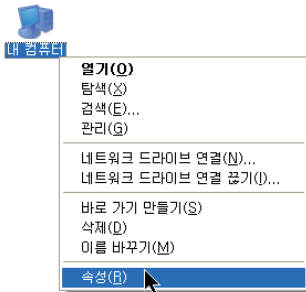 내 컴퓨터
열기(O)
탐색(X)
검색(E)...
관리(G)
네트워크 드라이브 연결(N)...
네트워크 드라이브 연결 끊기(I)...
바로 가기 만들기(S)
삭제(D)
이름 바꾸기(M)
속성(R)